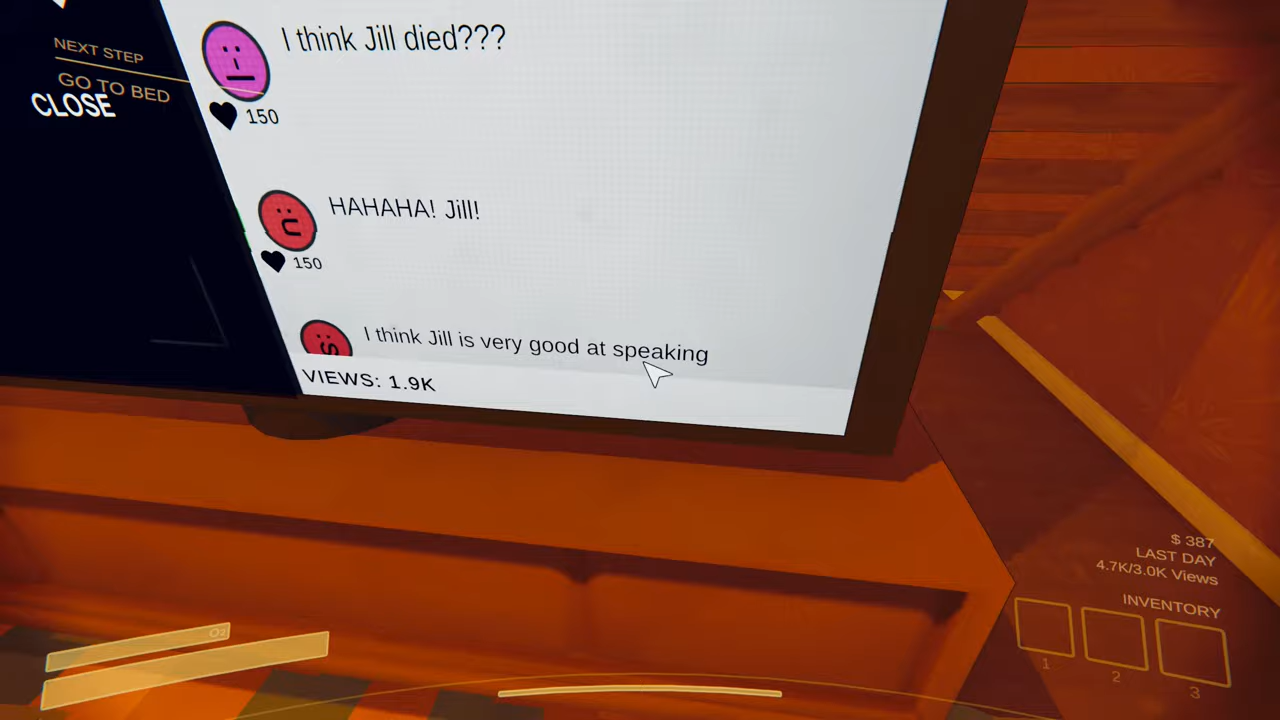 NEXT STEP
GO TO BED
CLOSE
I think Jill died???
150
HAHAHA! Jill!
150
I think Jill is very good at speaking
VIEWS: 1.9K
$ 387
LAST DAY
4.7K/3.0K Views
INVENTORY
1
2
3
O2